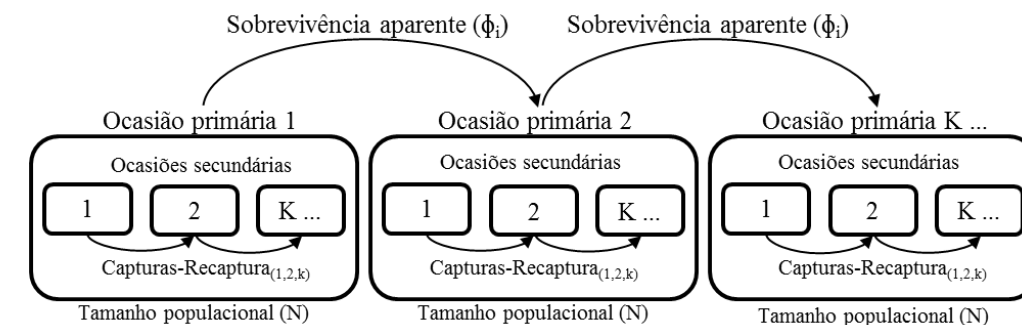 Sobrevivência aparente (ϕi) Sobrevivência aparente (ϕi)
Ocasião primária 1 Ocasião primária 2 Ocasião primária K ...
Ocasiões secundárias Ocasiões secundárias Ocasiões secundárias
1 2 K ... 1 2 K ... 1 2 K ...
Capturas-Recaptura(1,2,k) Capturas-Recaptura(1,2,k) Capturas-Recaptura(1,2,k)
Tamanho populacional (N) Tamanho populacional (N) Tamanho populacional (N)